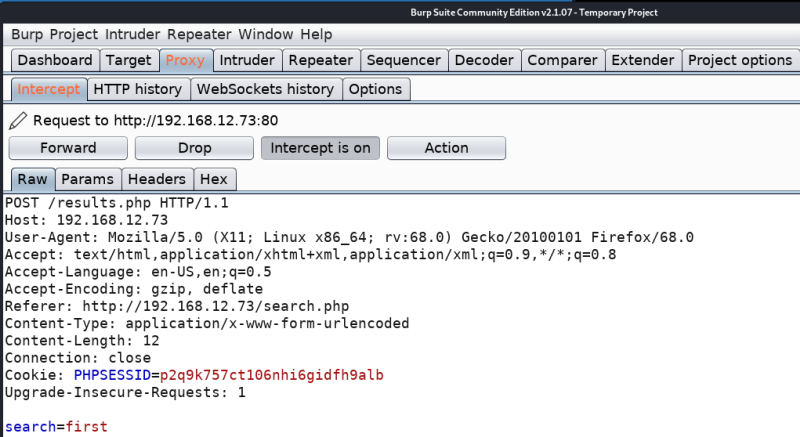 Burp Suite Community Edition v2.1.07 - Temporary Project
Burp Project Intruder Repeater Window Help
Dashboard Target Proxy Intruder Repeater Sequencer Decoder Comparer Extender Project options
Intercept HTTP history WebSockets history Options
Request to http://192.168.12.73:80
Forward Drop Intercept is on Action
Raw Params Headers Hex
POST /results.php HTTP/1.1
Host: 192.168.12.73
User-Agent: Mozilla/5.0 (X11; Linux x86_64; rv:68.0) Gecko/20100101 Firefox/68.0
Accept: text/html,application/xhtml+xml,application/xml;q=0.9,*/*;q=0.8
Accept-Language: en-US,en;q=0.5
Accept-Encoding: gzip, deflate
Referer: http://192.168.12.73/search.php
Content-Type: application/x-www-form-urlencoded
Content-Length: 12
Connection: close
Cookie: PHPSESSID=p2q9k757ct106nhi6gidfh9alb
Upgrade-Insecure-Requests: 1
search=first